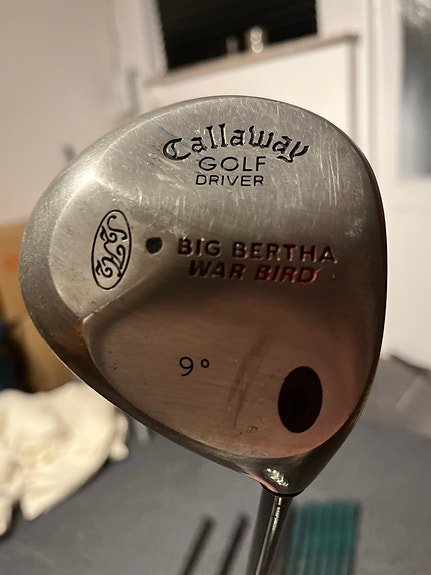 Callaway
GOLF
DRIVER
BIG BERTHA
WAR BIRD
9°